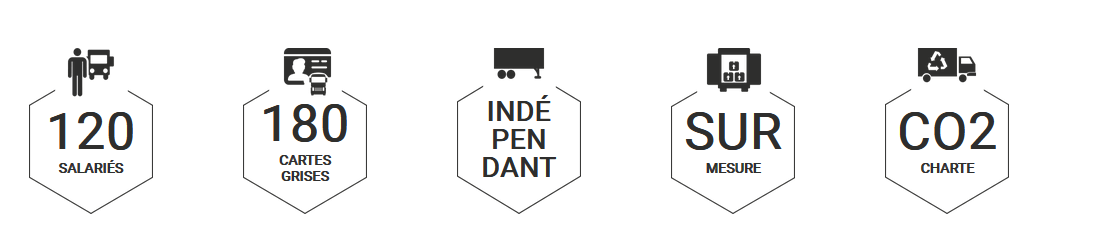 120
SALARIÉS
180
CARTES
GRISES
INDÉ
PEN
DANT
SUR
MESURE
CO2
CHARTE